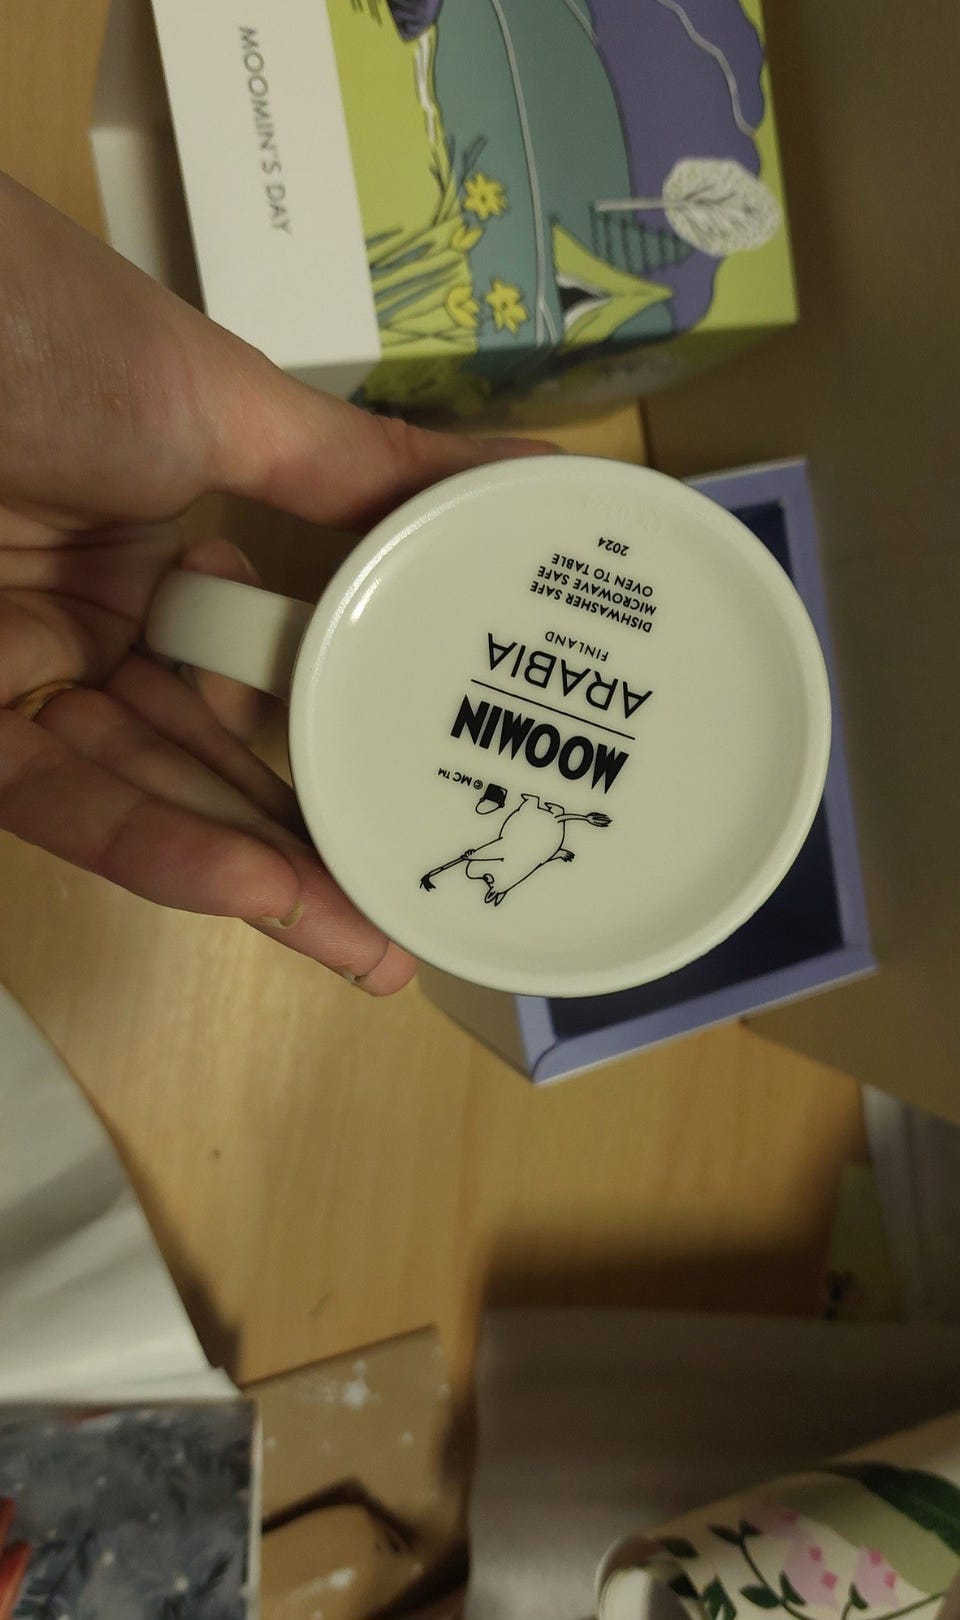 MOOMIN'S DAY
© MC ™
MOOMIN
ARABIA
FINLAND
DISHWASHER SAFE
MICROWAVE SAFE
OVEN TO TABLE
2024